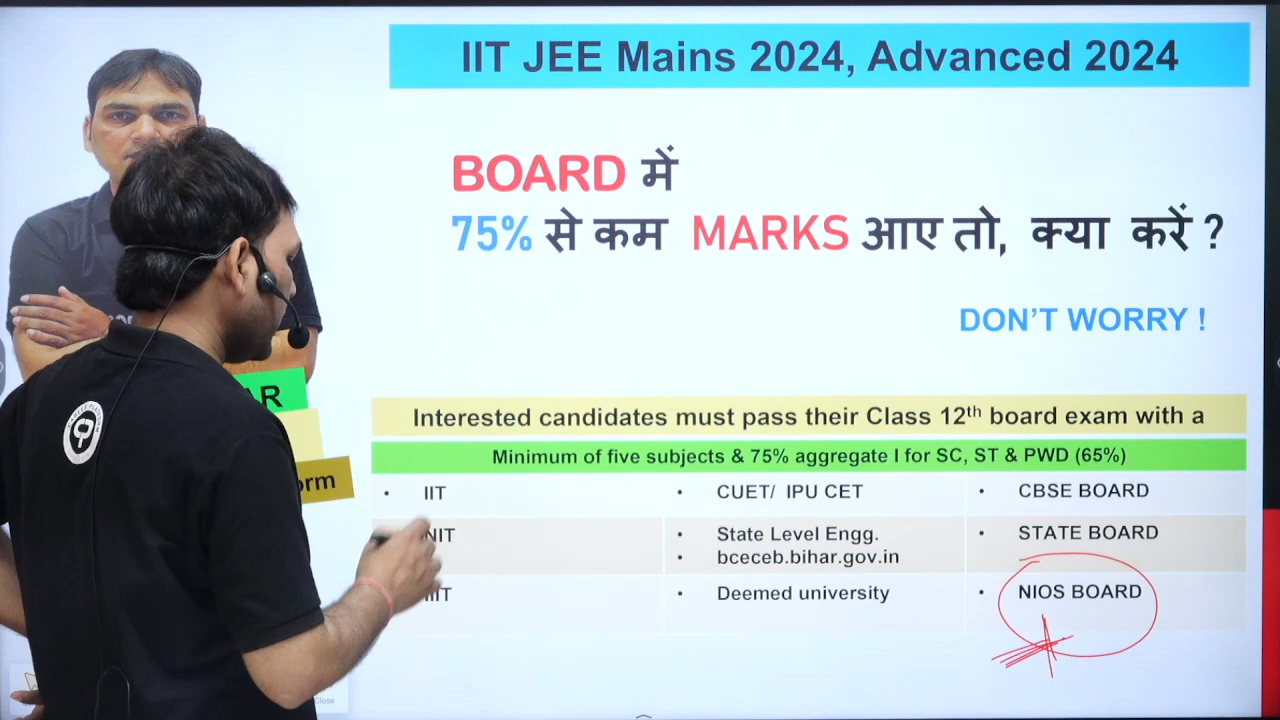 IIT JEE Mains 2024, Advanced 2024
BOARD में
75% से कम MARKS आए तो, क्या करें ?
DON'T WORRY !
Interested candidates must pass their Class 12th board exam with a
Minimum of five subjects & 75% aggregate I for SC, ST & PWD (65%)
• IIT • CUET/ IPU CET • CBSE BOARD
NIT • State Level Engg. • STATE BOARD
• bceceb.bihar.gov.in
IIIT • Deemed university • NIOS BOARD
Close